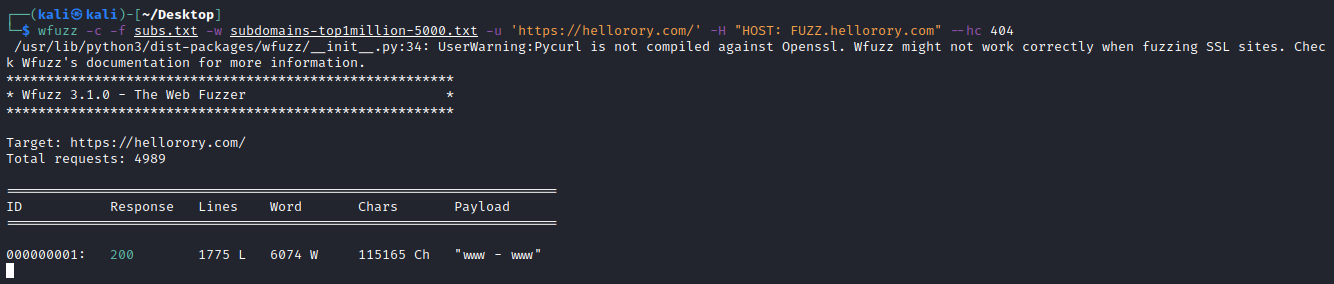 ┌──(kali㉿kali)-[~/Desktop]
└─$ wfuzz -c -f subs.txt -w subdomains-top1million-5000.txt -u 'https://hellorory.com/' -H "HOST: FUZZ.hellorory.com" --hc 404
/usr/lib/python3/dist-packages/wfuzz/__init__.py:34: UserWarning:Pycurl is not compiled against Openssl. Wfuzz might not work correctly when fuzzing SSL sites. Chec
k Wfuzz's documentation for more information.
********************************************************
* Wfuzz 3.1.0 - The Web Fuzzer                         *
********************************************************
Target: https://hellorory.com/
Total requests: 4989
=====================================================================
ID           Response   Lines    Word       Chars       Payload
=====================================================================
000000001:   200        1775 L   6074 W     115165 Ch   "www - www"